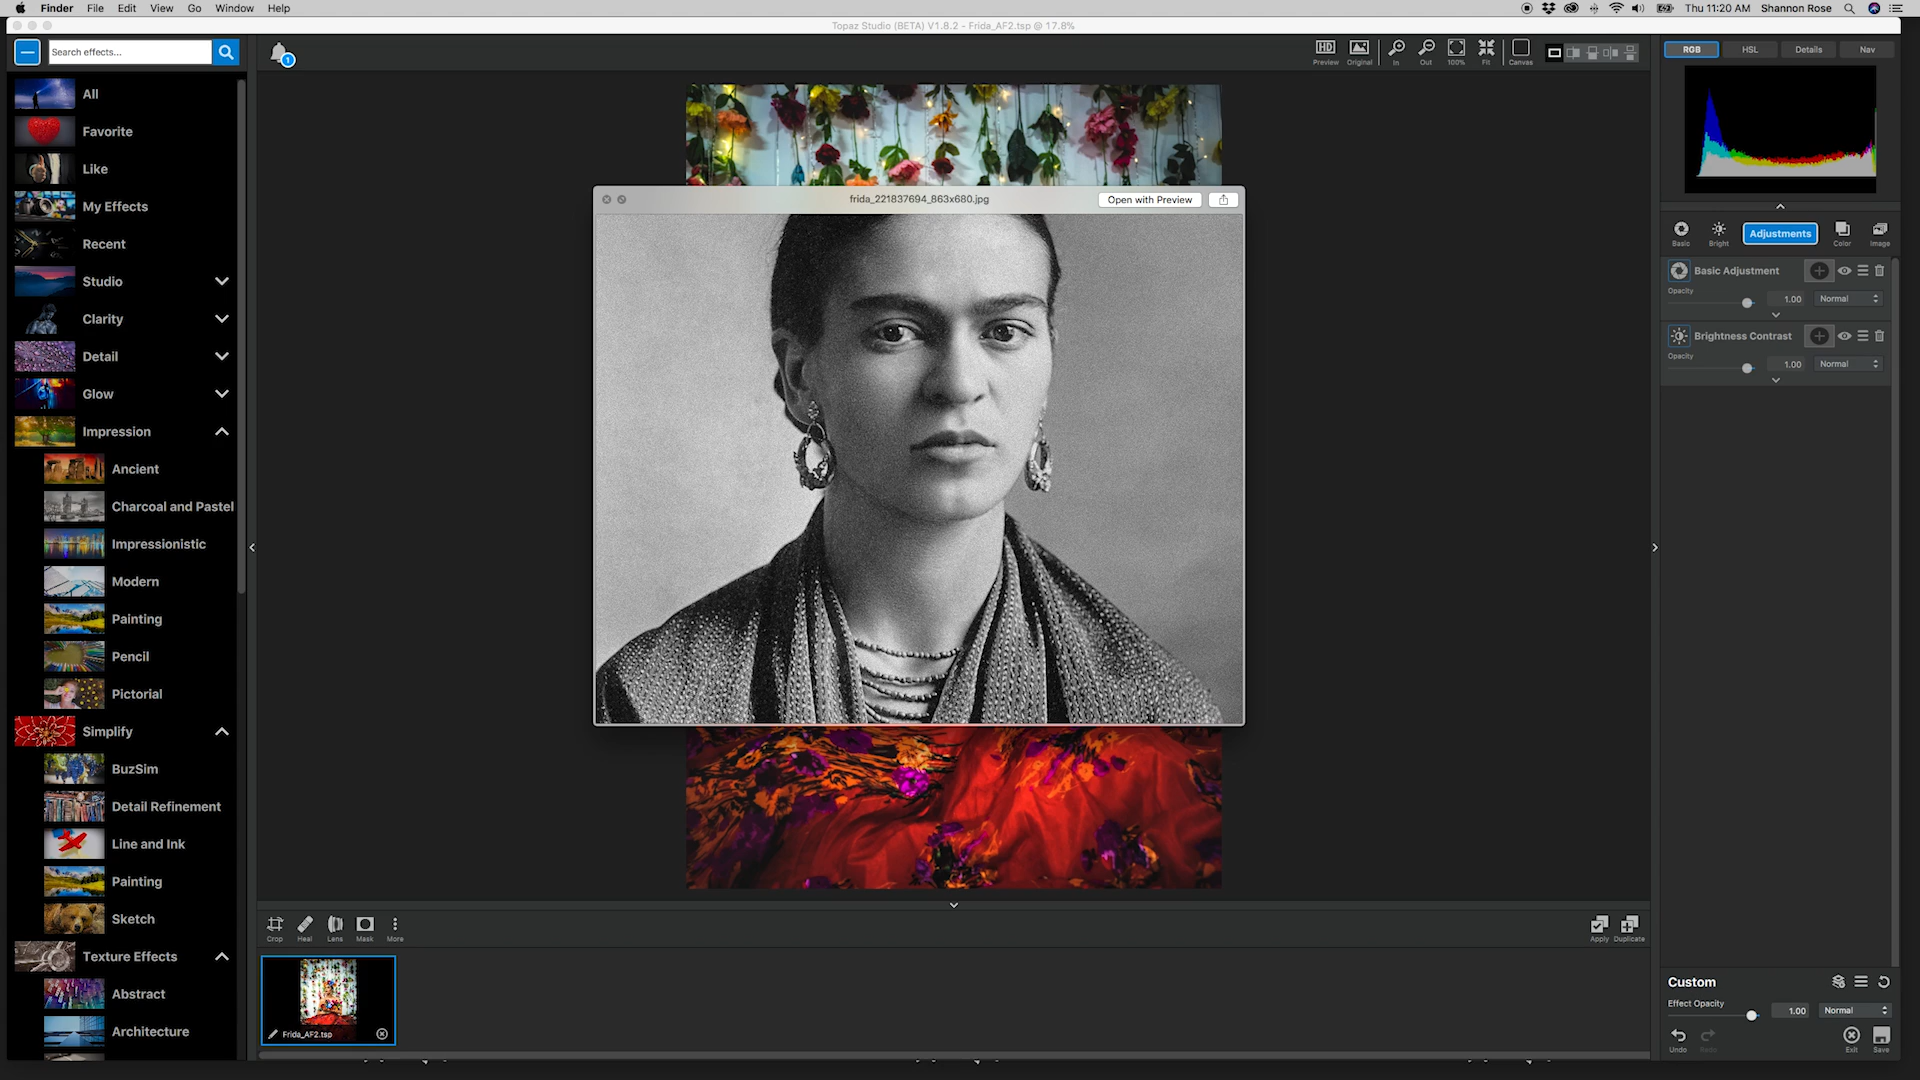 Finder File Edit View Go Window Help
Thu 11:20 AM Shannon Rose
Topaz Studio (BETA) V1.8.2 - Frida_AF2.tsp @ 17.8%
Search effects...
1
HD
Preview Original In Out 100% Fit Canvas
RGB HSL Details Nav
All
Favorite
Like
My Effects
Recent
Studio
Clarity
Detail
Glow
Impression
Ancient
Charcoal and Pastel
Impressionistic
Modern
Painting
Pencil
Pictorial
Simplify
BuzSim
Detail Refinement
Line and Ink
Painting
Sketch
Texture Effects
Abstract
Architecture
frida_221837694_863x680.jpg
Open with Preview
Basic Bright Adjustments Color Image
Basic Adjustment
Opacity
1.00 Normal
Brightness Contrast
Opacity
1.00 Normal
Crop Heal Lens Mask More
Apply Duplicate
Frida_AF2.tsp
Custom
Effect Opacity
1.00 Normal
Undo Redo Exit Save